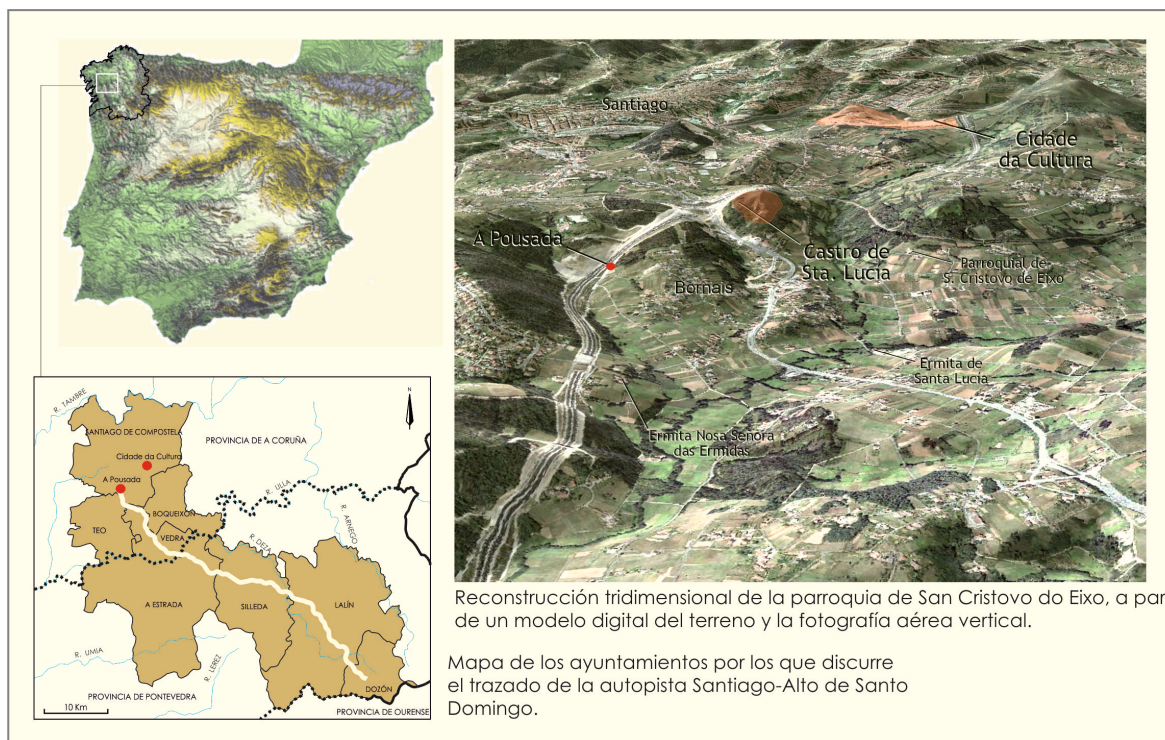 Santiago
Cidade
da Cultura
A Pousada
Castro de
Sta. Lucía
Bornais
Parroquial de
S. Cristovo de Eixo
Ermita de
Santa Lucía
Ermita Nosa Señora
das Ermidas
N
R. TAMBRE
SANTIAGO DE COMPOSTELA
PROVINCIA DE A CORUÑA
Cidade da Cultura
A Pousada
R. ULLA
BOQUEIXÓN
R. ARNEGO
TEO
VEDRA
R. DEZA
A ESTRADA
SILLEDA
LALÍN
R. UMIA
R. LEREZ
DOZÓN
PROVINCIA DE PONTEVEDRA
PROVINCIA DE OURENSE
10 Km
Reconstrucción tridimensional de la parroquia de San Cristovo do Eixo, a par
de un modelo digital del terreno y la fotografía aérea vertical.
Mapa de los ayuntamientos por los que discurre
el trazado de la autopista Santiago-Alto de Santo
Domingo.